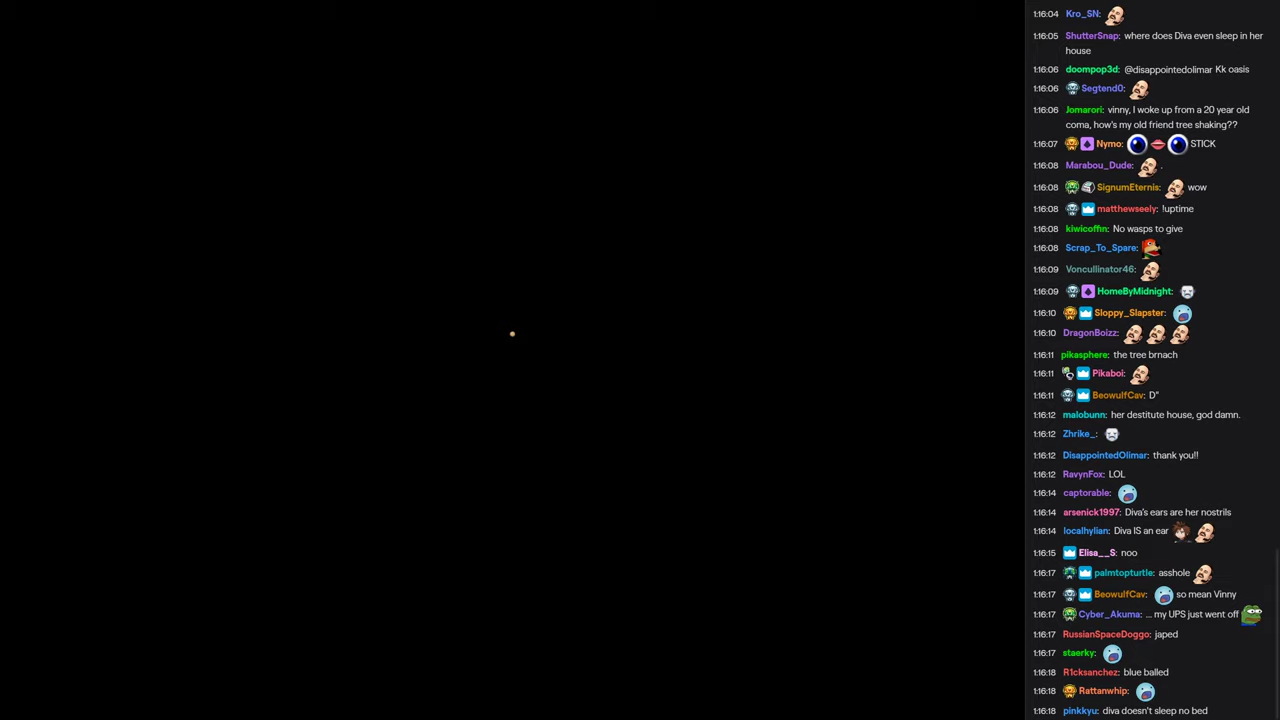 1:16:04 Kro_SN:
1:16:05 ShutterSnap: where does Diva even sleep in her
house
1:16:06 doompop3d: @disappointedolimar Kk oasis
1:16:06 Segtend0:
1:16:06 Jomarori: vinny, I woke up from a 20 year old
coma, how's my old friend tree shaking??
1:16:07 Nymo: STICK
1:16:08 Marabou_Dude: .
1:16:08 SignumEternis: wow
1:16:08 matthewseely: !uptime
1:16:08 kiwicoffin: No wasps to give
1:16:08 Scrap_To_Spare:
1:16:09 Voncullinator46:
1:16:09 HomeByMidnight:
1:16:10 Sloppy_Slapster:
1:16:10 DragonBoizz:
1:16:11 pikasphere: the tree brnach
1:16:11 Pikaboi:
1:16:11 BeowulfCav: D"
1:16:12 malobunn: her destitute house, god damn.
1:16:12 Zhrike_:
1:16:12 DisappointedOlimar: thank you!!
1:16:12 RavynFox: LOL
1:16:14 captorable:
1:16:14 arsenick1997: Diva's ears are her nostrils
1:16:14 localhylian: Diva IS an ear
1:16:15 Elisa__S: noo
1:16:17 palmtopturtle: asshole
1:16:17 BeowulfCav: so mean Vinny
1:16:17 Cyber_Akuma: ... my UPS just went off
1:16:17 RussianSpaceDoggo: japed
1:16:17 staerky:
1:16:18 R1cksanchez: blue balled
1:16:18 Rattanwhip:
1:16:18 pinkkyu: diva doesn't sleep no bed